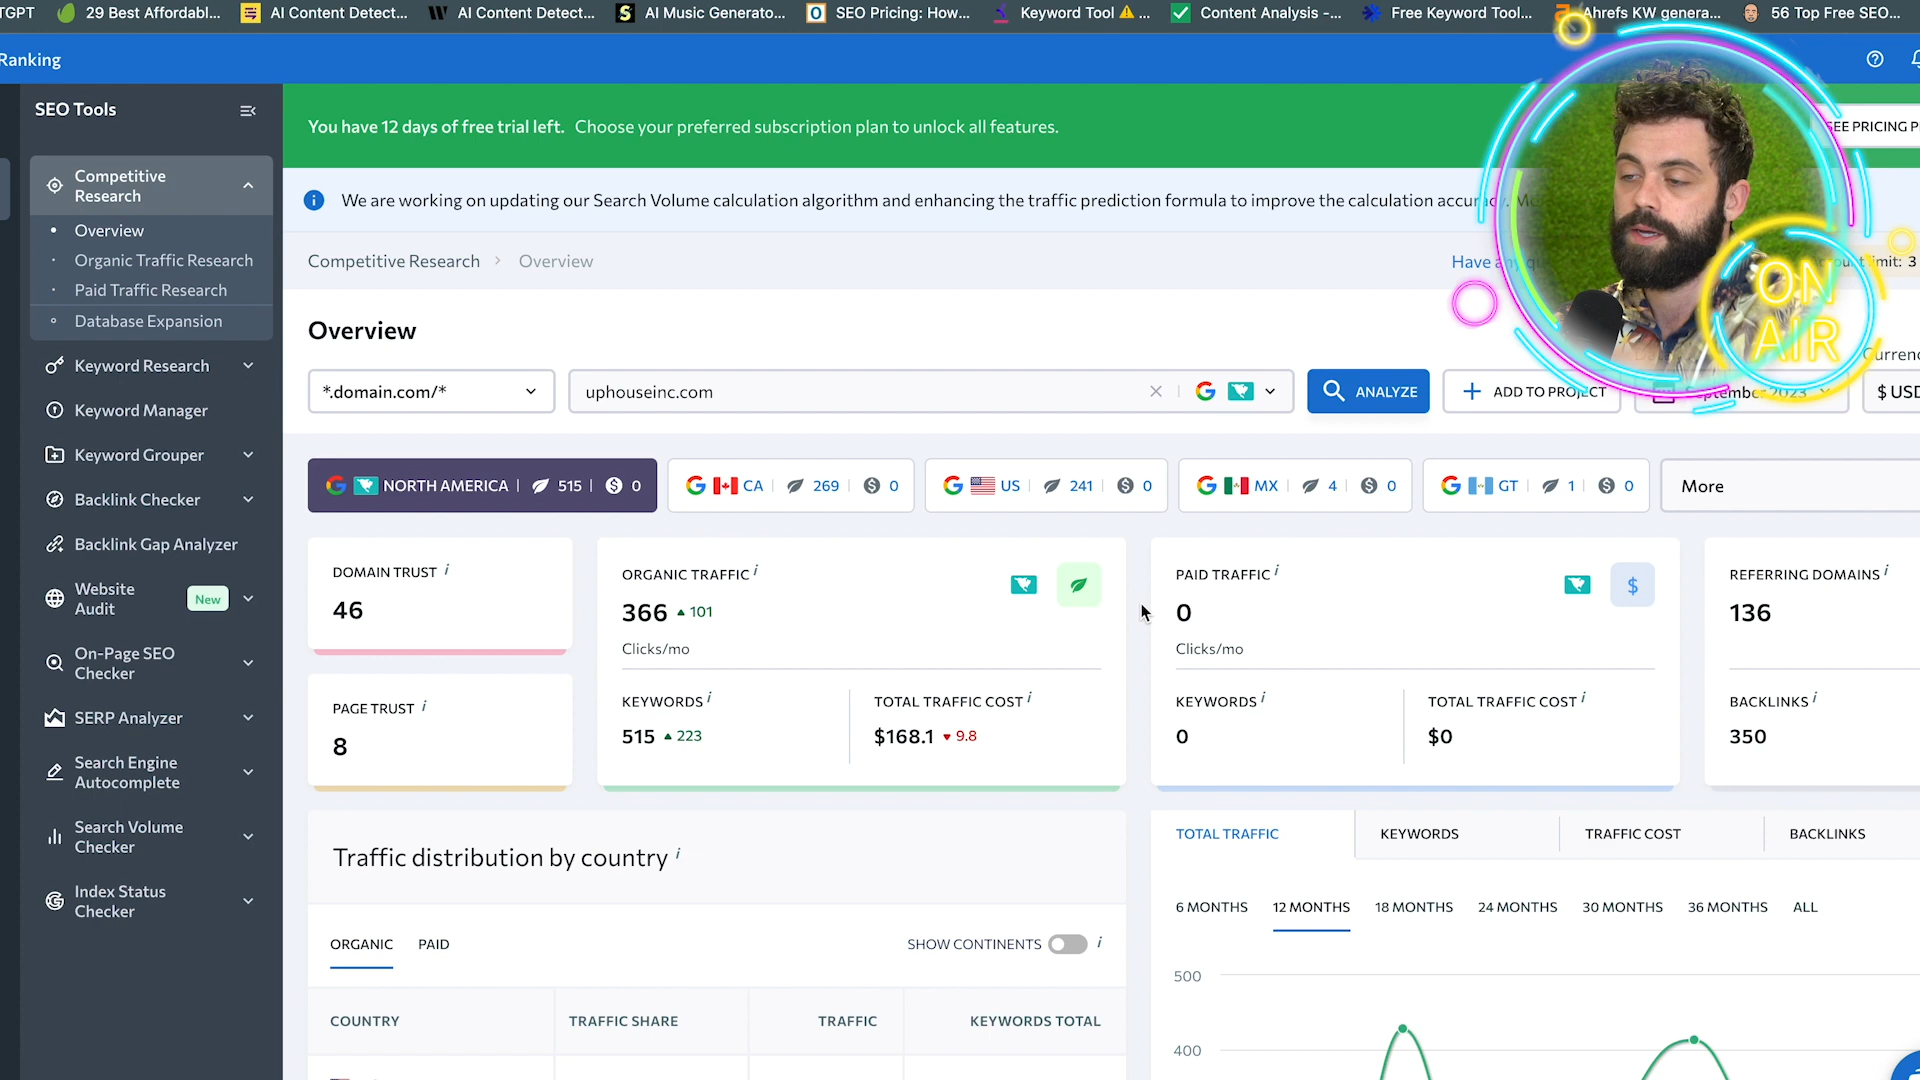 TGPT
29 Best Affordabl...
AI Content Detect...
AI Content Detect...
AI Music Generato...
SEO Pricing: How...
Keyword Tool ⚠ ...
Content Analysis -...
Free Keyword Tool...
Ahrefs KW genera...
56 Top Free SEO...
Ranking
SEO Tools
You have 12 days of free trial left. Choose your preferred subscription plan to unlock all features.
SEE PRICING P
Competitive
Research
Overview
Organic Traffic Research
Paid Traffic Research
Database Expansion
Keyword Research
Keyword Manager
Keyword Grouper
Backlink Checker
Backlink Gap Analyzer
Website
Audit
New
On-Page SEO
Checker
SERP Analyzer
Search Engine
Autocomplete
Search Volume
Checker
Index Status
Checker
We are working on updating our Search Volume calculation algorithm and enhancing the traffic prediction formula to improve the calculation accuracy.
Competitive Research > Overview
Have any
limit: 3
ON
AIR
Overview
*.domain.com/*
uphouseinc.com
ANALYZE
ADD TO PROJECT
September 2023
$ USD
NORTH AMERICA | 515 | 0
CA 269 | 0
US 241 | 0
MX 4 | 0
GT 1 | 0
More
DOMAIN TRUST i
46
PAGE TRUST i
8
ORGANIC TRAFFIC i
366 101
Clicks/mo
KEYWORDS i
515 223
TOTAL TRAFFIC COST i
$168.1 9.8
PAID TRAFFIC i
0
Clicks/mo
KEYWORDS i
0
TOTAL TRAFFIC COST i
$0
REFERRING DOMAINS i
136
BACKLINKS i
350
Traffic distribution by country i
ORGANIC PAID
SHOW CONTINENTS i
COUNTRY TRAFFIC SHARE TRAFFIC KEYWORDS TOTAL
TOTAL TRAFFIC KEYWORDS TRAFFIC COST BACKLINKS
6 MONTHS 12 MONTHS 18 MONTHS 24 MONTHS 30 MONTHS 36 MONTHS ALL
500
400